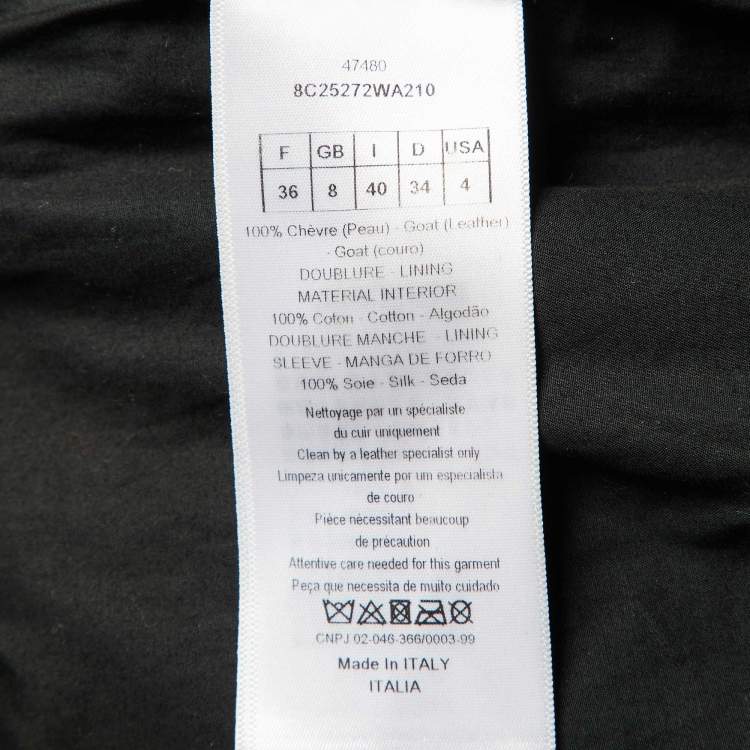 47480
8C25272WA210
F GB I D USA
36 8 40 34 4
100% Chèvre (Peau) - Goat (Leather)
- Goat (couro)
DOUBLURE - LINING
MATERIAL INTERIOR
100% Coton - Cotton - Algodão
DOUBLURE MANCHE - LINING
SLEEVE - MANGA DE FORRO
100% Soie - Silk - Seda
Nettoyage par un spécialiste
du cuir uniquement
Clean by a leather specialist only
Limpeza unicamente por um especialista
de couro
Pièce nécessitant beaucoup
de précaution
Attentive care needed for this garment
Peça que necessita de muito cuidado
CNPJ 02-046-366/0003-99
Made In ITALY
ITALIA